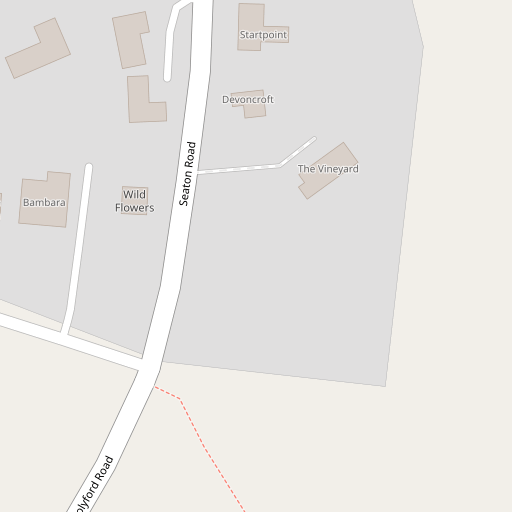 Startpoint
Devoncroft
Seaton Road
The Vineyard
Wild
Flowers
Bambara
olyford Road